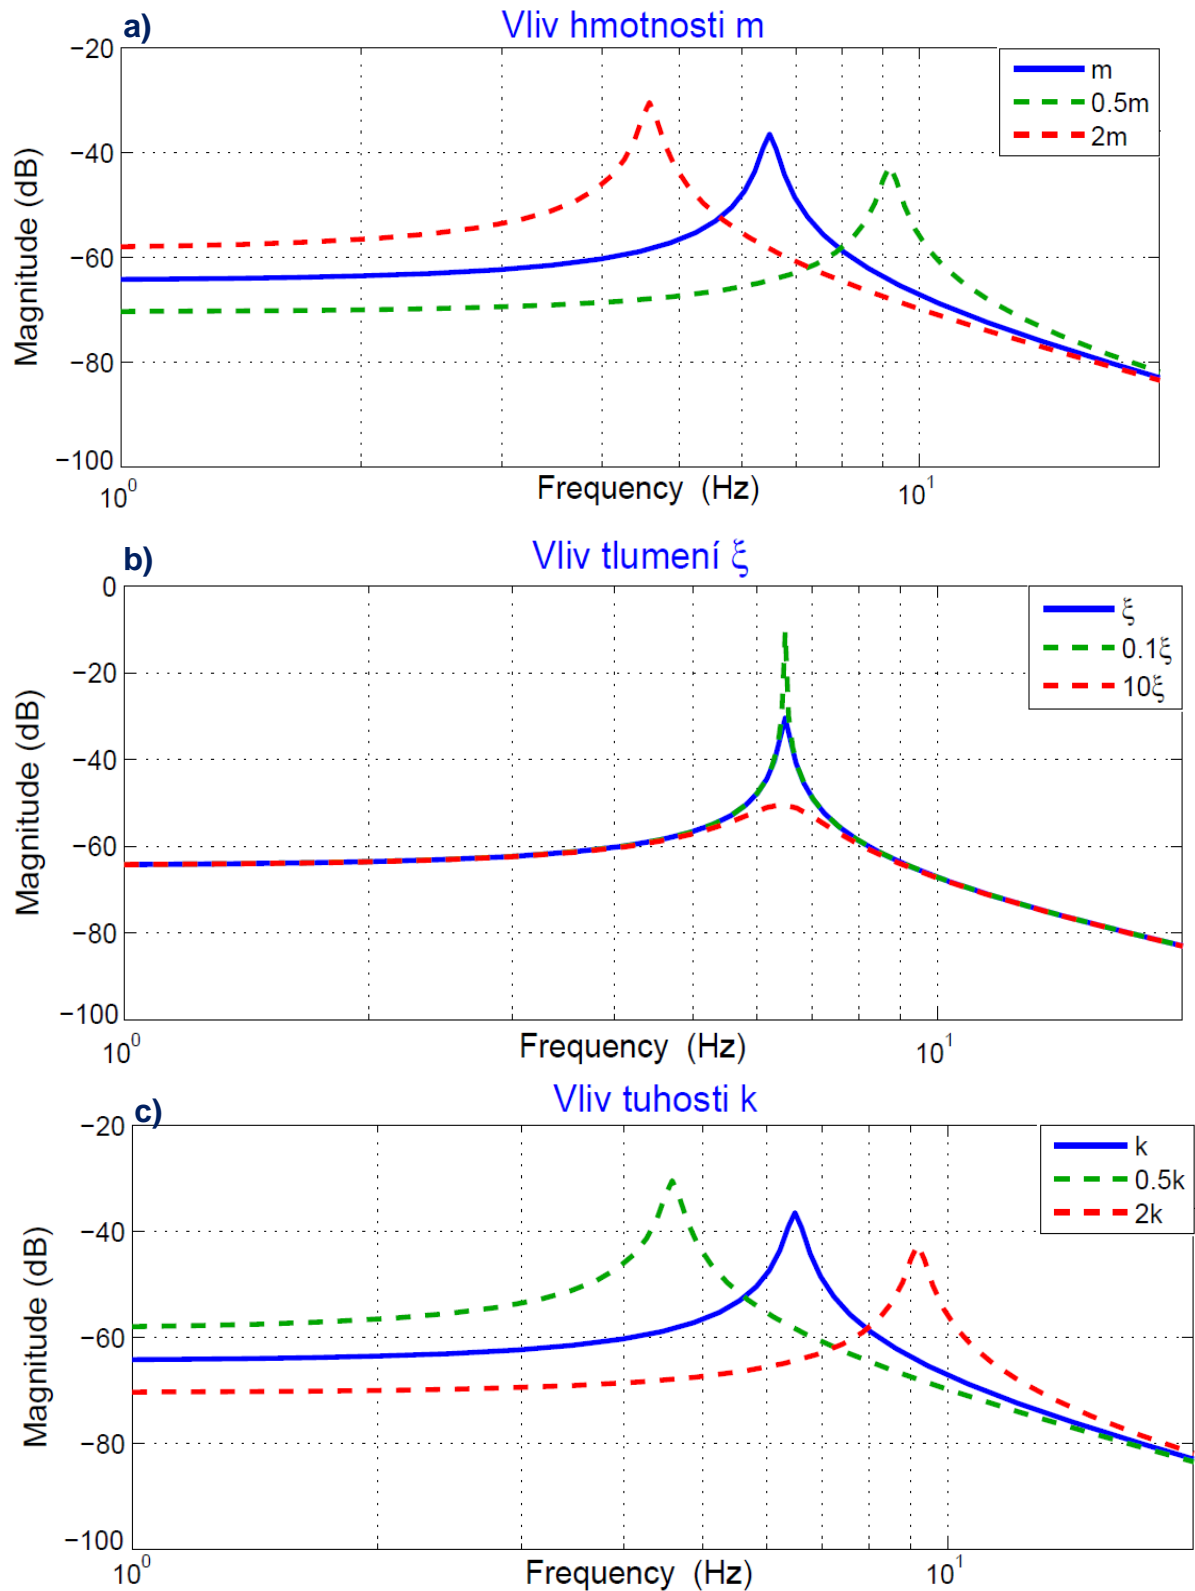 a)
Vliv hmotnosti m
−20
−40
−60
−80
−100
Magnitude (dB)
m
0.5m
2m
10⁰
Frequency (Hz)
10¹
b)
Vliv tlumení ξ
0
−20
−40
−60
−80
−100
Magnitude (dB)
ξ
0.1ξ
10ξ
10⁰
Frequency (Hz)
10¹
c)
Vliv tuhosti k
−20
−40
−60
−80
−100
Magnitude (dB)
k
0.5k
2k
10⁰
Frequency (Hz)
10¹